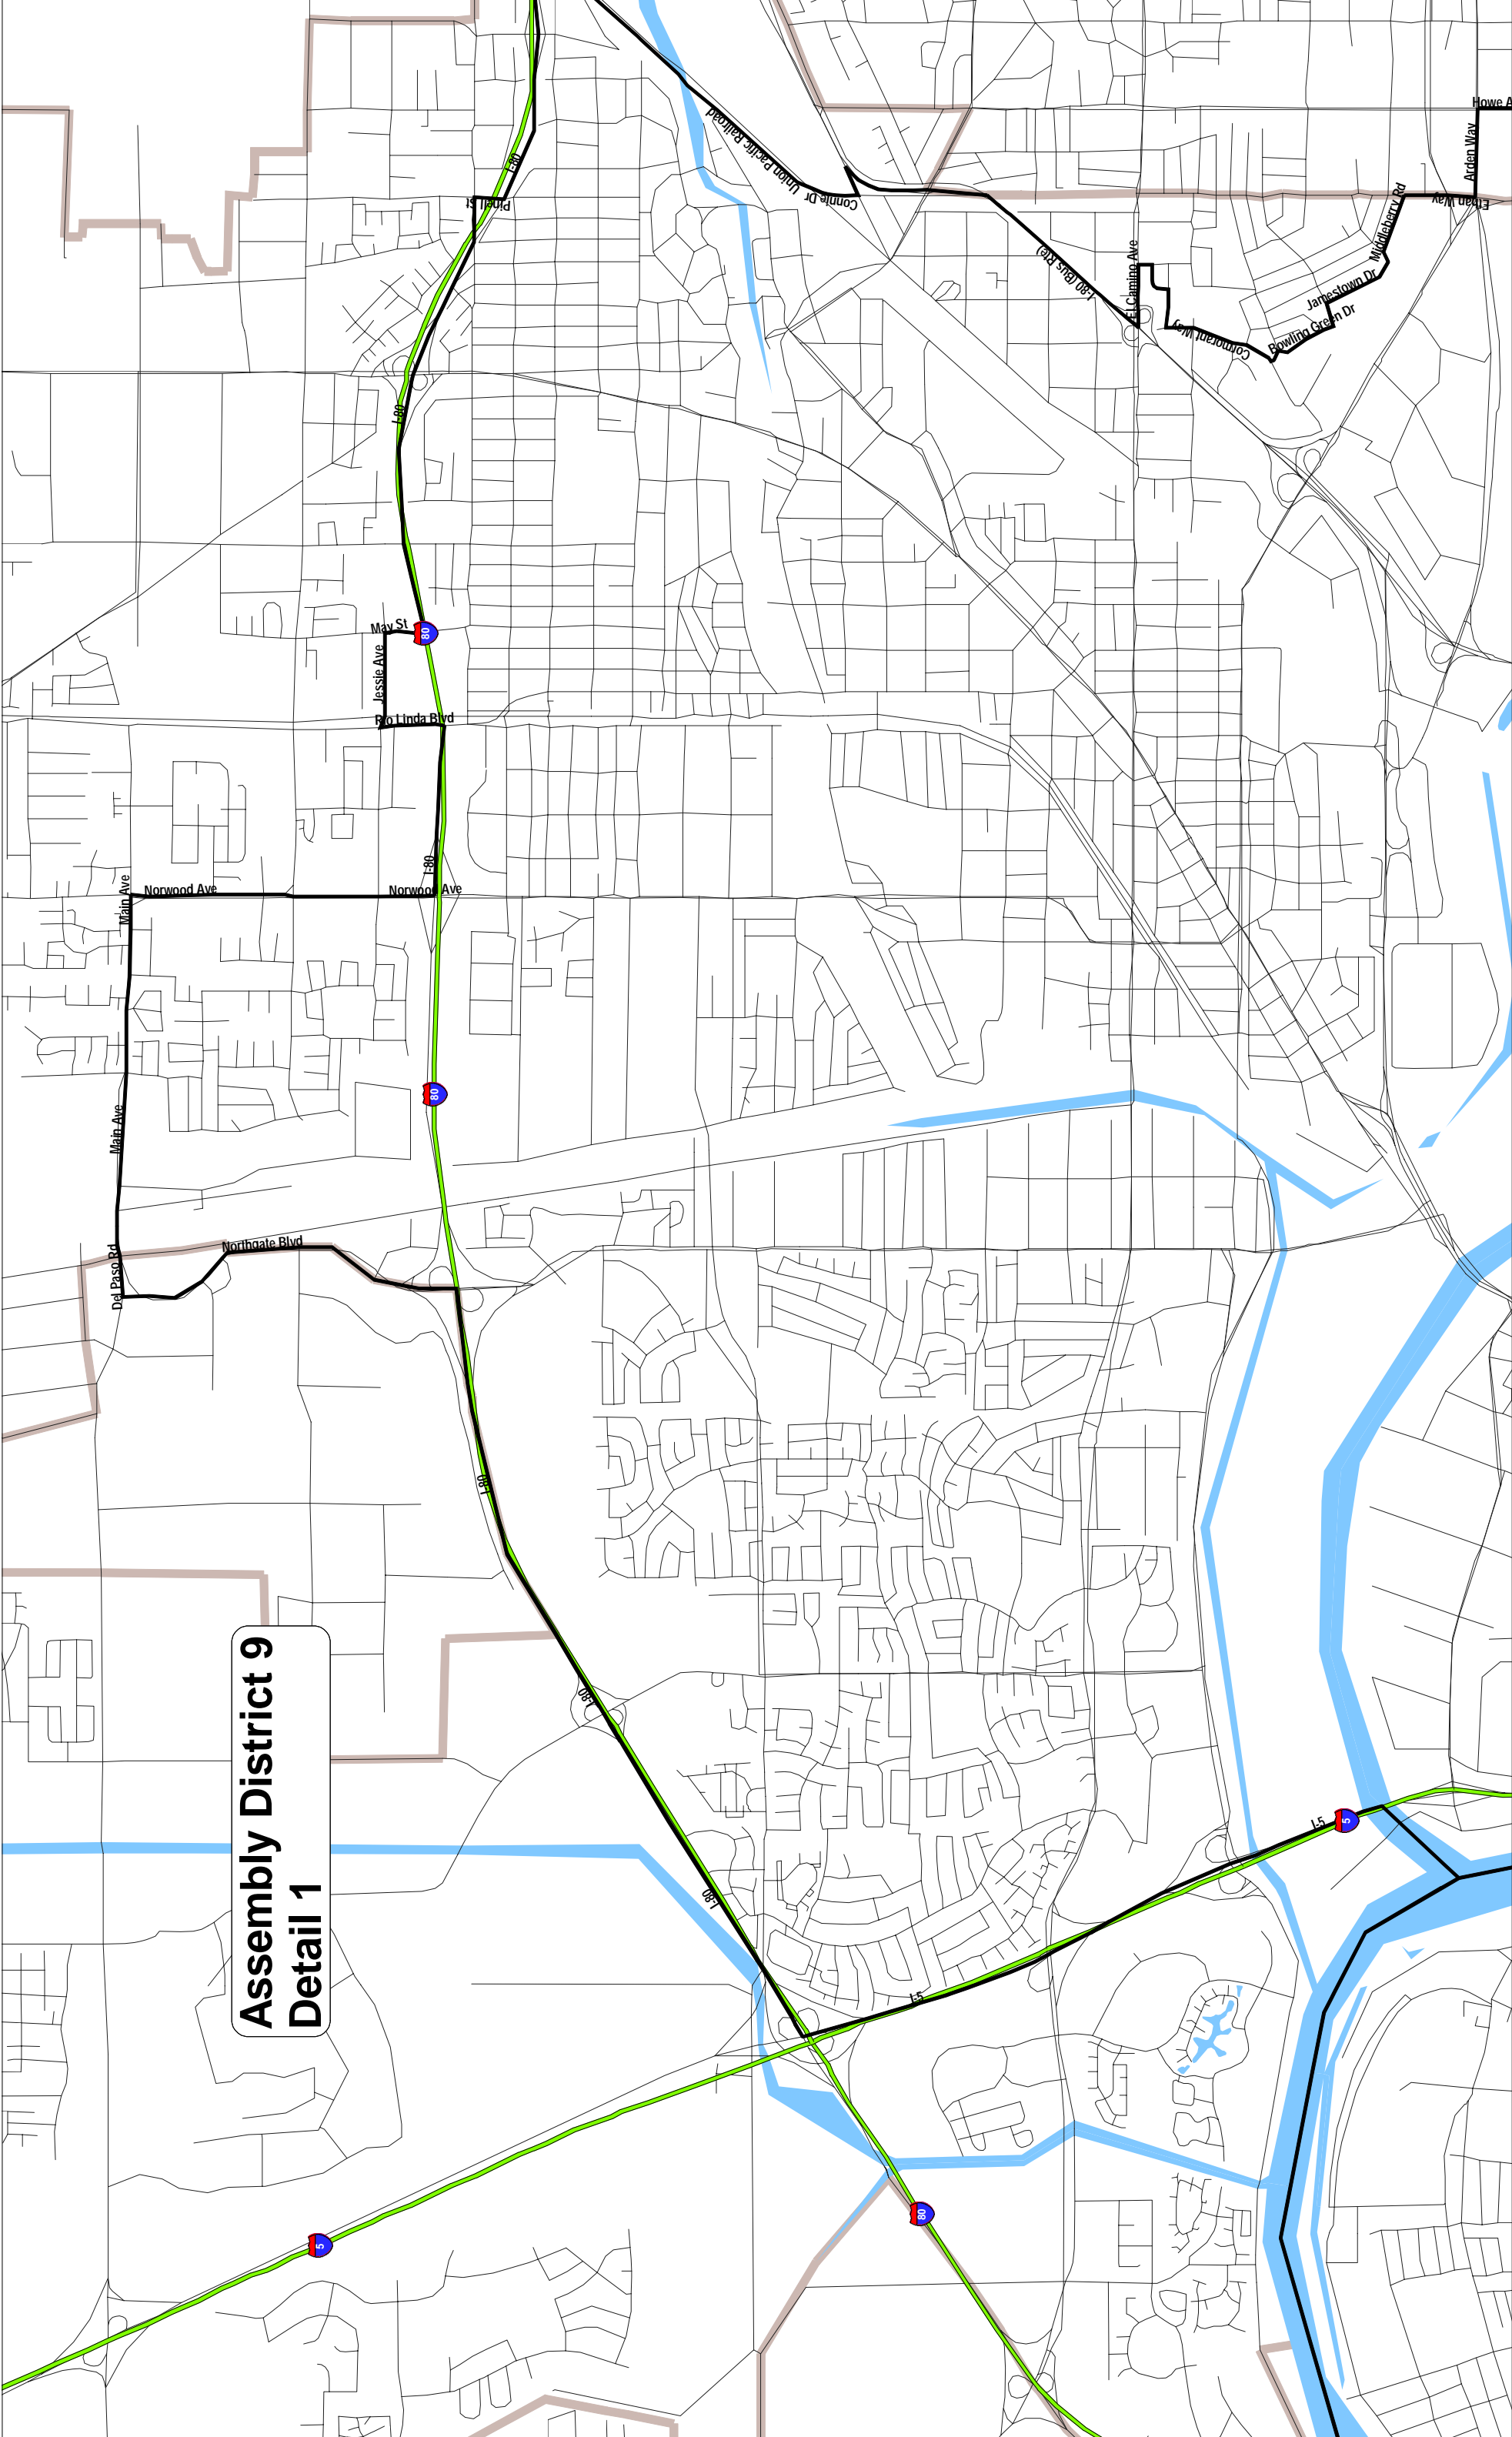 Assembly District 9
Detail 1
I-80
Pinell St
I-80
May St
80
Jessie Ave
Rio Linda Blvd
I-80
Norwood Ave
Norwood Ave
Main Ave
Main Ave
80
Northgate Blvd
Del Paso Rd
I-80
I-80
I-80
I-5
I-5
5
5
80
Union Pacific Railroad
Connie Dr
I-80 (Bus Rte)
El Camino Ave
Cormorant Way
Bowling Green Dr
Jamestown Dr
Middleberry Rd
Ethan Way
Arden Way
Howe A